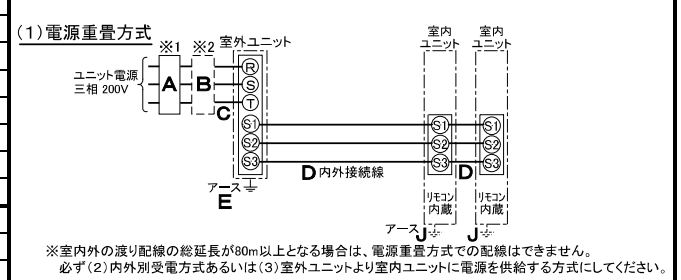 (1)電源重畳方式
※1 ※2 室外ユニット
室内
ユニット
室内
ユニット
ユニット電源
三相 200V
A
B
C
R
S
T
S1
S2
S3
S1
S2
S3
S1
S2
S3
D内外接続線
D
アース
E
リモコン
内蔵
リモコン
内蔵
アース J
J
※室内外の渡り配線の総延長が80m以上となる場合は、電源重畳方式での配線はできません。
必ず(2)内外別受電方式あるいは(3)室外ユニットより室内ユニットに電源を供給する方式にしてください。